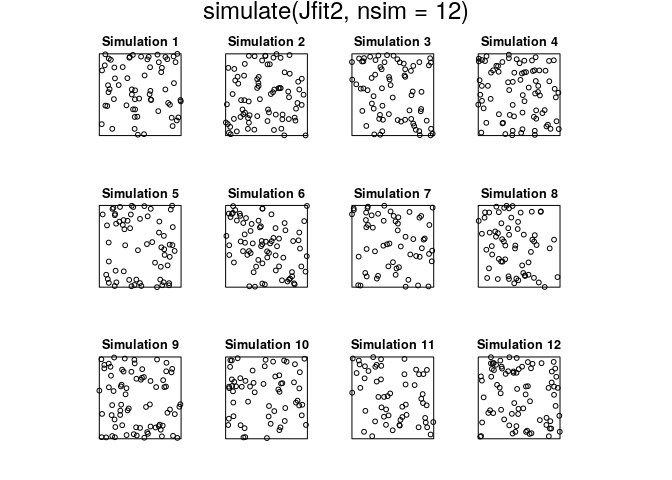 simulate(Jfit2, nsim = 12)
Simulation 1
Simulation 2
Simulation 3
Simulation 4
Simulation 5
Simulation 6
Simulation 7
Simulation 8
Simulation 9
Simulation 10
Simulation 11
Simulation 12